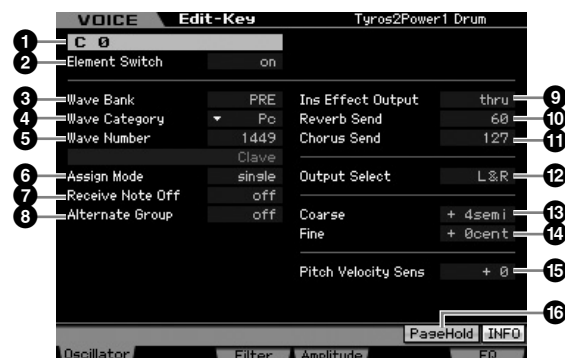 VOICE Edit-Key Tyros2Power1 Drum
1 C 0
2 Element Switch on
3 Wave Bank PRE Ins Effect Output thru 9
4 Wave Category Pc Reverb Send 60 10
5 Wave Number 1449 Chorus Send 127 11
Clave
6 Assign Mode single Output Select L&R 12
7 Receive Note Off off
8 Alternate Group off Coarse + 4semi 13
Fine + 0cent 14
Pitch Velocity Sens + 0 15
16
PageHold INFO
Oscillator Filter Amplitude EQ